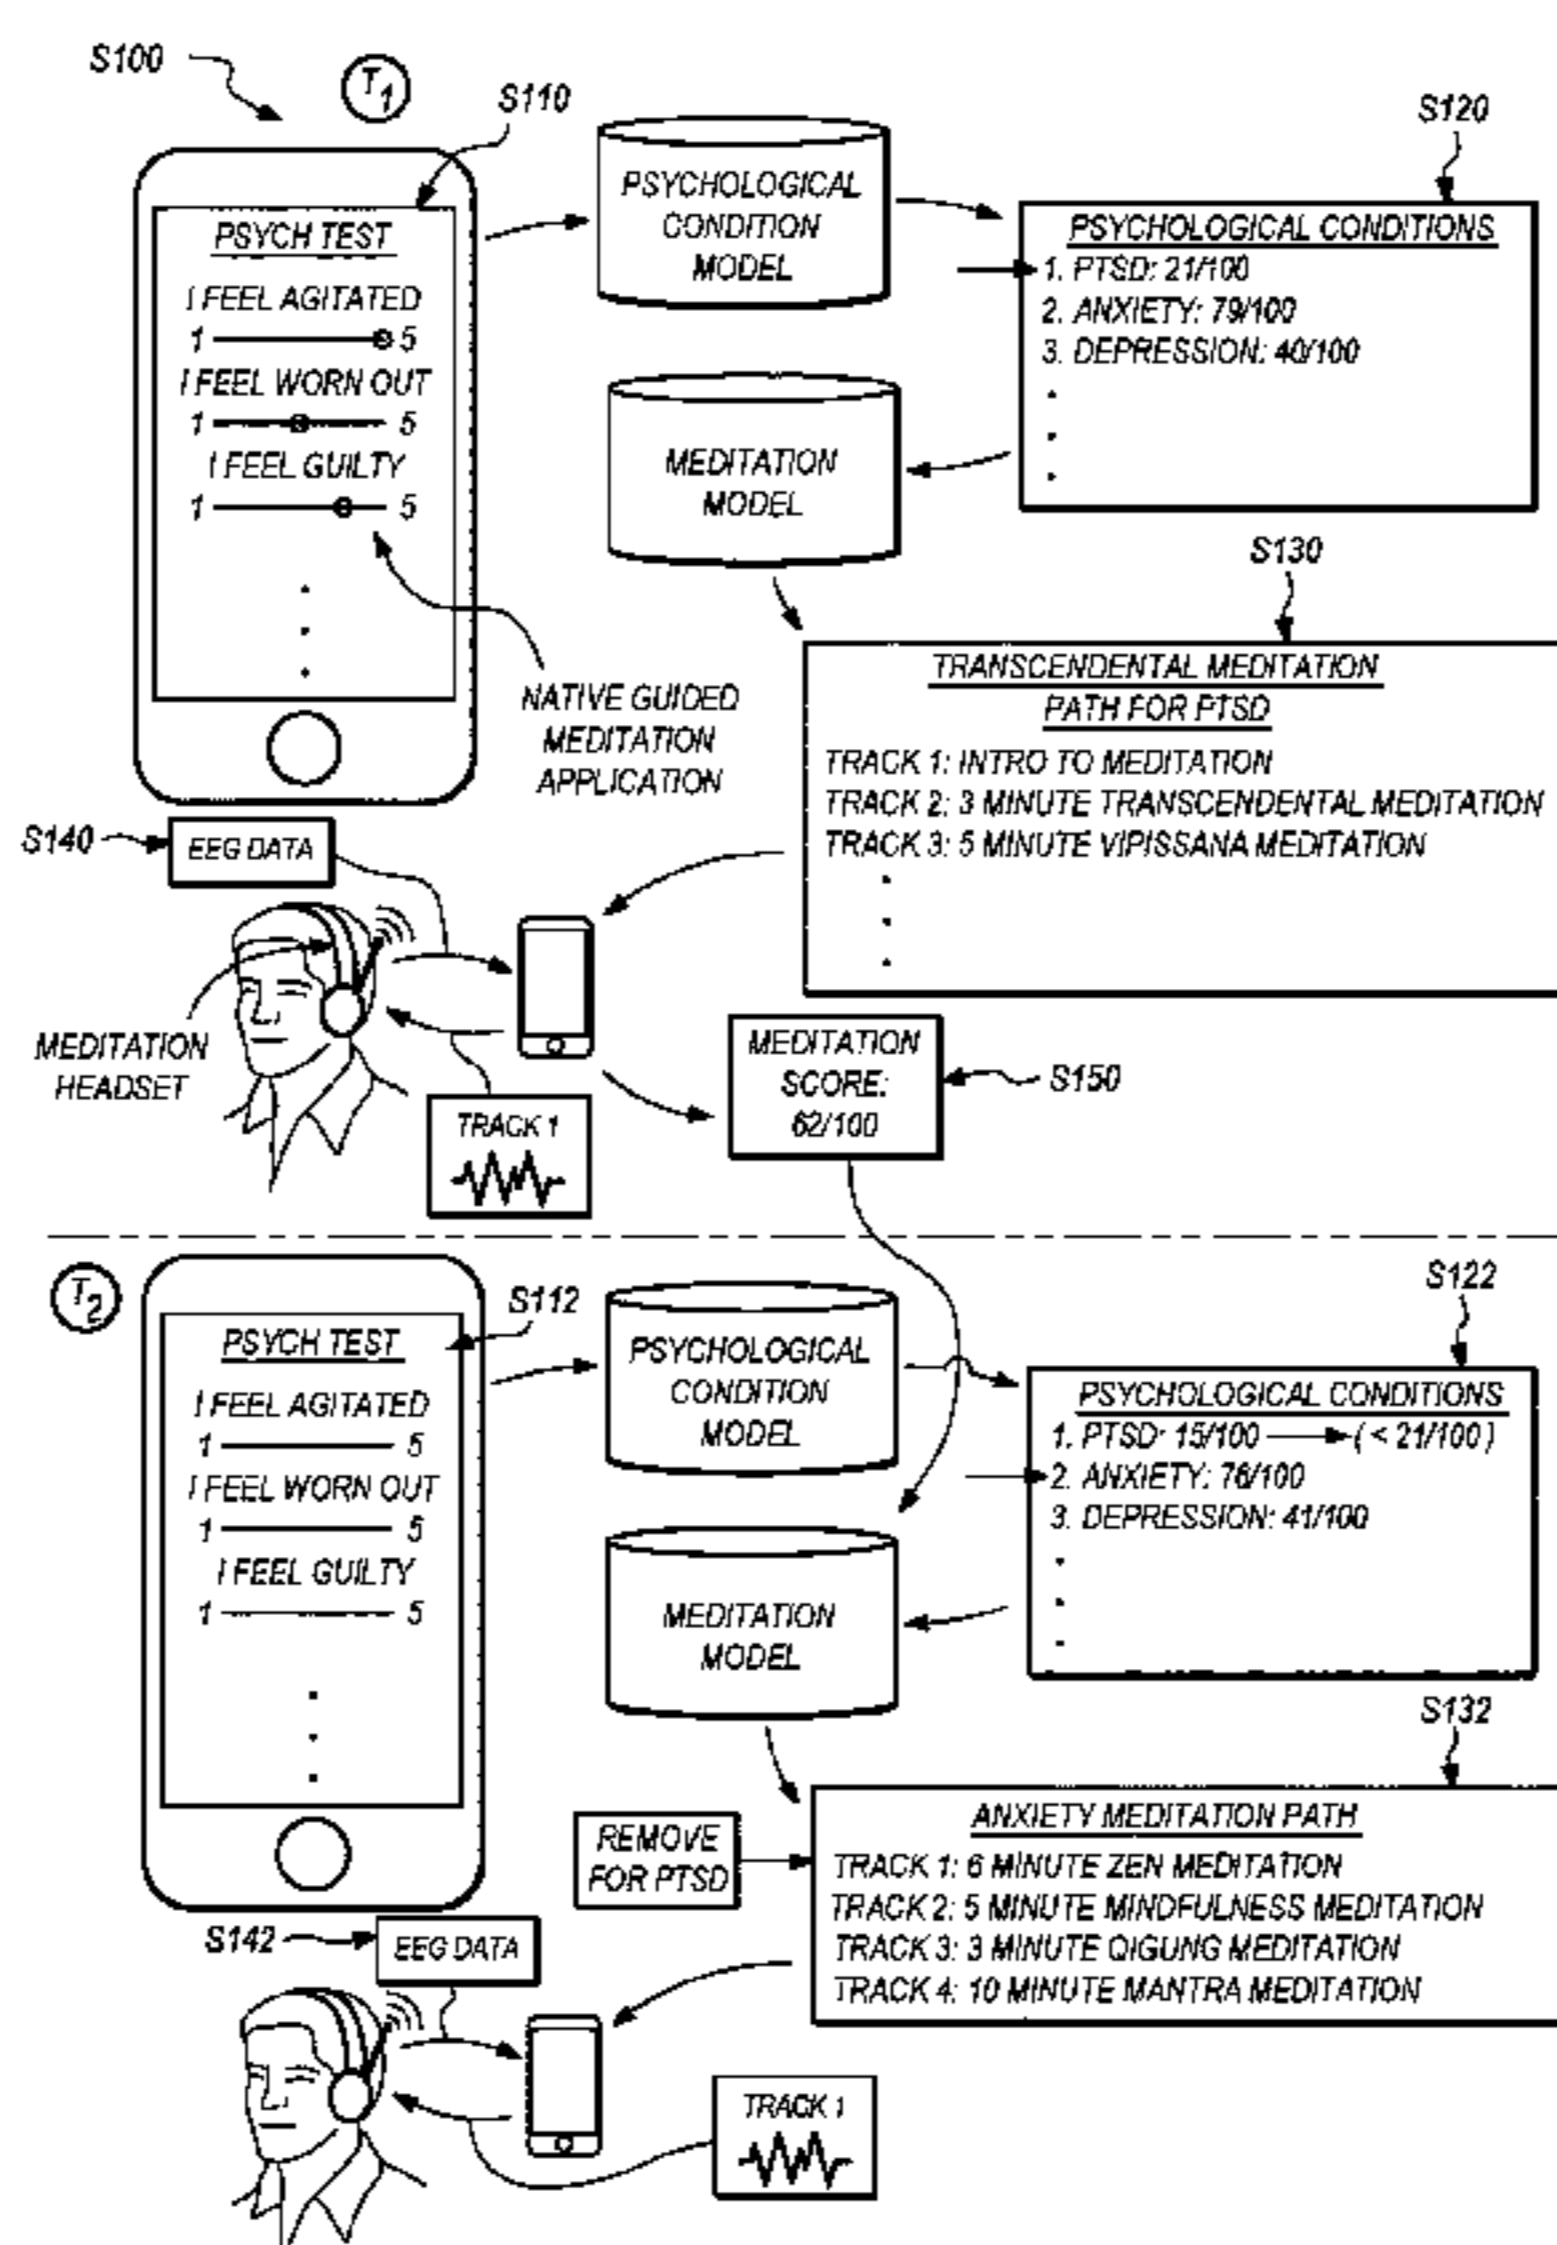 S100
T1
S110
PSYCH TEST
I FEEL AGITATED
1 5
I FEEL WORN OUT
1 5
I FEEL GUILTY
1 5
NATIVE GUIDED
MEDITATION
APPLICATION
PSYCHOLOGICAL
CONDITION
MODEL
S120
PSYCHOLOGICAL CONDITIONS
1. PTSD: 21/100
2. ANXIETY: 79/100
3. DEPRESSION: 40/100
MEDITATION
MODEL
S130
TRANSCENDENTAL MEDITATION
PATH FOR PTSD
TRACK 1: INTRO TO MEDITATION
TRACK 2: 3 MINUTE TRANSCENDENTAL MEDITATION
TRACK 3: 5 MINUTE VIPISSANA MEDITATION
S140
EEG DATA
MEDITATION
HEADSET
TRACK 1
MEDITATION
SCORE:
62/100
S150
T2
S112
PSYCH TEST
I FEEL AGITATED
1 5
I FEEL WORN OUT
1 5
I FEEL GUILTY
1 5
PSYCHOLOGICAL
CONDITION
MODEL
S122
PSYCHOLOGICAL CONDITIONS
1. PTSD: 15/100 (< 21/100)
2. ANXIETY: 76/100
3. DEPRESSION: 41/100
MEDITATION
MODEL
S132
REMOVE
FOR PTSD
ANXIETY MEDITATION PATH
TRACK 1: 6 MINUTE ZEN MEDITATION
TRACK 2: 5 MINUTE MINDFULNESS MEDITATION
TRACK 3: 3 MINUTE QIGUNG MEDITATION
TRACK 4: 10 MINUTE MANTRA MEDITATION
S142
EEG DATA
TRACK 1